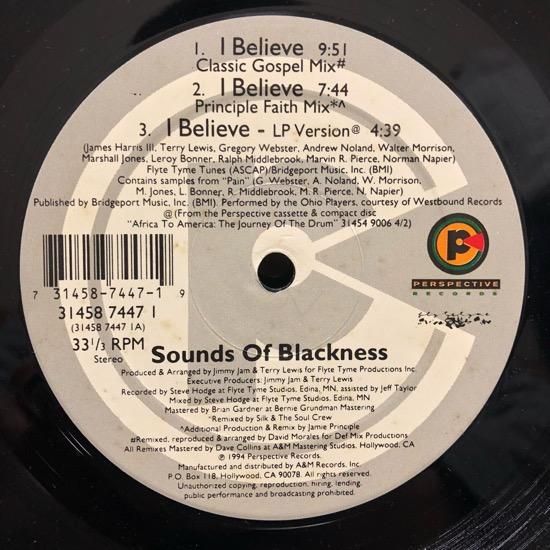 1. I Believe 9:51
Classic Gospel Mix#
2. I Believe 7:44
Principle Faith Mix*^
3. I Believe - LP Version@ 4:39
(James Harris III, Terry Lewis, Gregory Webster, Andrew Noland, Walter Morrison,
Marshall Jones, Leroy Bonner, Ralph Middlebrook, Marvin R. Pierce, Norman Napier)
Flyte Tyme Tunes (ASCAP)/Bridgeport Music, Inc. (BMI)
Contains samples from "Pain" (G. Webster, A. Noland, W. Morrison,
M. Jones, L. Bonner, R. Middlebrook, M. R. Pierce, N. Napier)
Published by Bridgeport Music, Inc. (BMI). Performed by the Ohio Players, courtesy of Westbound Records
@(From the Perspective cassette & compact disc
"Africa To America: The Journey Of The Drum" 31454 9006 4/2)
7 31458-7447-1 9
31458 7447 1
(31458 7447 1A)
33 1/3 RPM
Stereo
P
PERSPECTIVE
RECORDS
Sounds Of Blackness
Produced & Arranged by Jimmy Jam & Terry Lewis for Flyte Tyme Productions Inc.
Executive Producers: Jimmy Jam & Terry Lewis
Recorded by Steve Hodge at Flyte Tyme Studios, Edina, MN, assisted by Jeff Taylor
Mixed by Steve Hodge at Flyte Tyme Studios, Edina, MN
Mastered by Brian Gardner at Bernie Grundman Mastering
*Remixed by Silk & The Soul Crew
^Additional Production & Remix by Jamie Principle
#Remixed, reproduced & arranged by David Morales for Def Mix Productions
All Remixes Mastered by Dave Collins at A&M Mastering Studios, Hollywood, CA
℗ 1994 Perspective Records.
Manufactured and distributed by A&M Records, Inc.
P.O. Box 118, Hollywood, CA 90078. All rights reserved.
Unauthorized copying, reproduction, hiring, lending,
public performance and broadcasting prohibited.